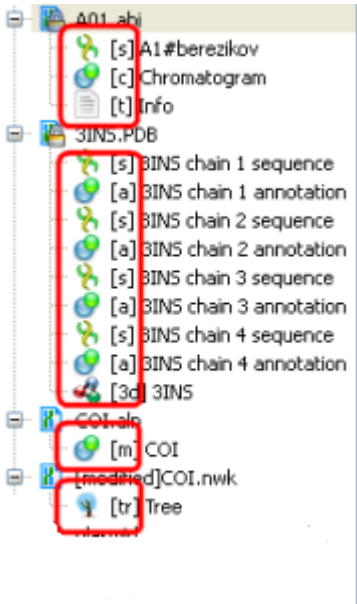 A01.abi
[s] A1#berezikov
[c] Chromatogram
[t] Info
3INS.PDB
[s] 3INS chain 1 sequence
[a] 3INS chain 1 annotation
[s] 3INS chain 2 sequence
[a] 3INS chain 2 annotation
[s] 3INS chain 3 sequence
[a] 3INS chain 3 annotation
[s] 3INS chain 4 sequence
[a] 3INS chain 4 annotation
[3d] 3INS
COI.aln
[m] COI
[modified]COI.nwk
[tr] Tree